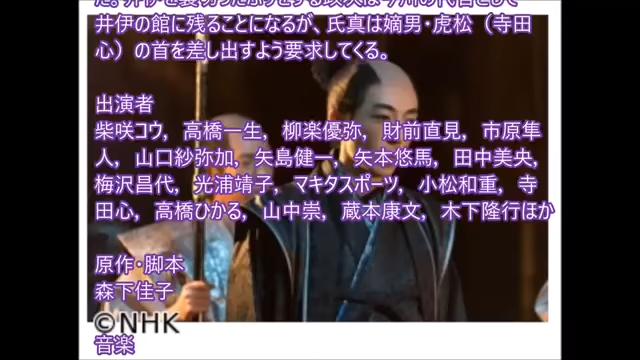 井伊の館に残ることになるが、氏真は嫡男・虎松（寺田
心）の首を差し出すよう要求してくる。
出演者
柴咲コウ, 高橋一生, 柳楽優弥, 財前直見, 市原隼
人, 山口紗弥加, 矢島健一, 矢本悠馬, 田中美央,
梅沢昌代, 光浦靖子, マキタスポーツ, 小松和重, 寺
田心, 高橋ひかる, 山中崇, 蔵本康文, 木下隆行ほか
原作・脚本
森下佳子
©NHK
音楽